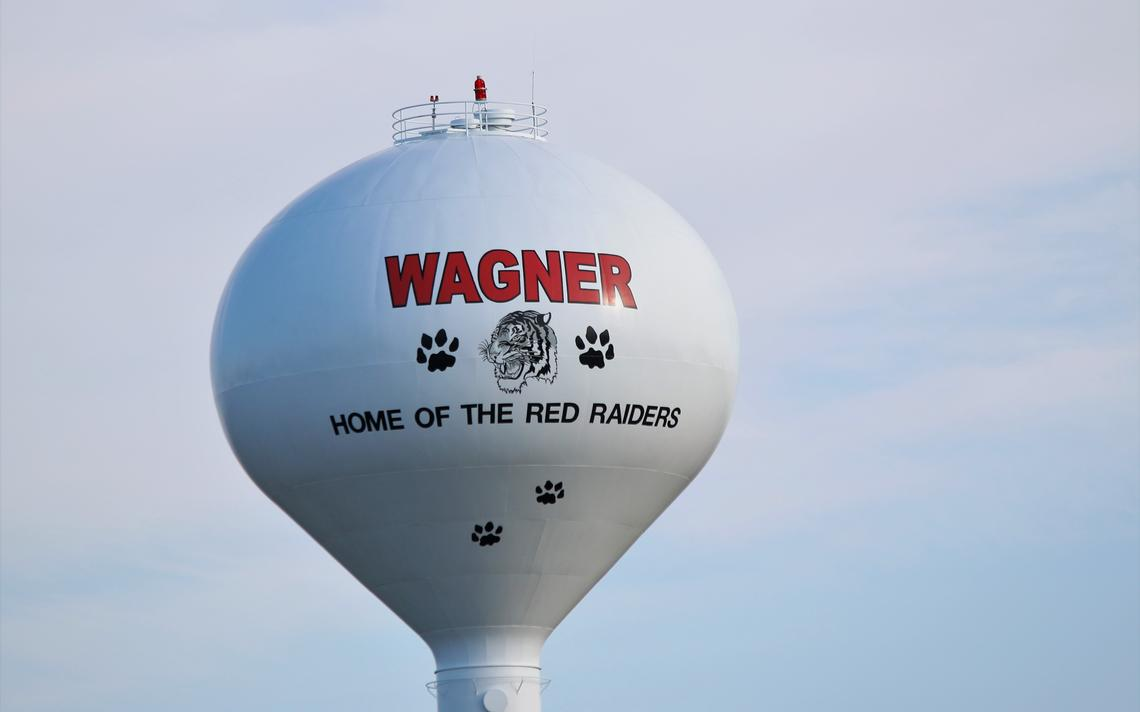 WAGNER
HOME OF THE RED RAIDERS